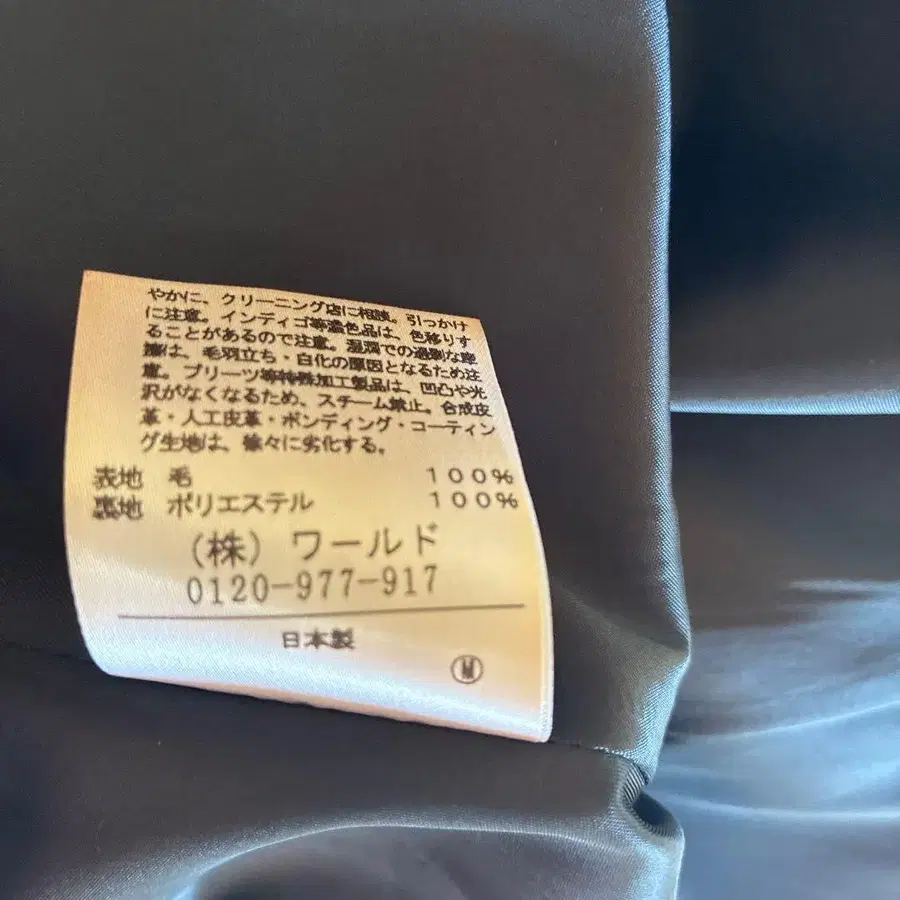 やかに、クリーニング店に相談。引っかけ
に注意。インディゴ等濃色品は、色移りす
ることがあるので注意。湿潤での過剰な摩
擦は、毛羽立ち・白化の原因となるため注
意。プリーツ等特殊加工製品は、凹凸や光
沢がなくなるため、スチーム禁止。合成皮
革・人工皮革・ボンディング・コーティン
グ生地は、徐々に劣化する。
表地 毛 100%
裏地 ポリエステル 100%
(株) ワールド
0120-977-917
日本製
Ⓜ